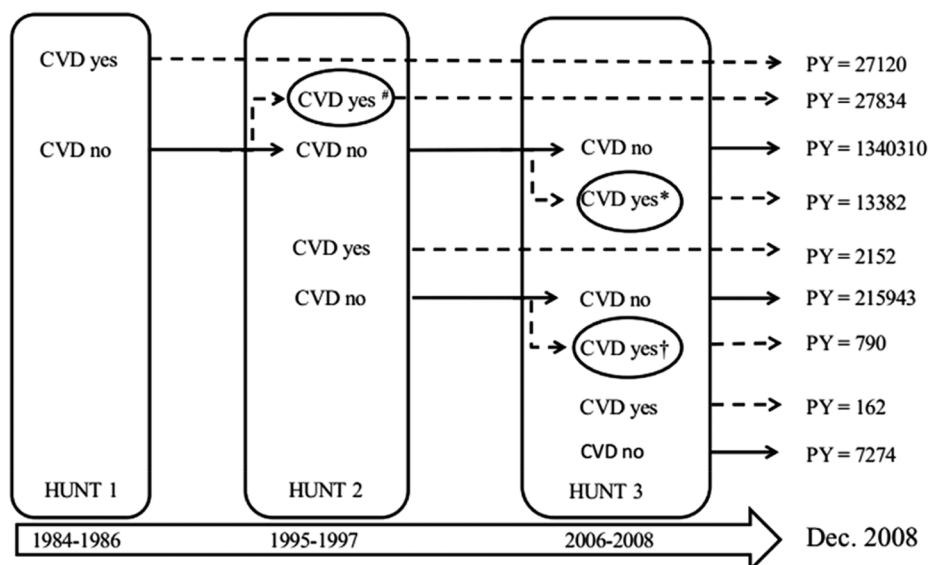 CVD yes PY = 27120
CVD yes # PY = 27834
CVD no CVD no CVD no PY = 1340310
CVD yes* PY = 13382
CVD yes PY = 2152
CVD no CVD no PY = 215943
CVD yes† PY = 790
CVD yes PY = 162
CVD no PY = 7274
HUNT 1 HUNT 2 HUNT 3
1984-1986 1995-1997 2006-2008 Dec. 2008